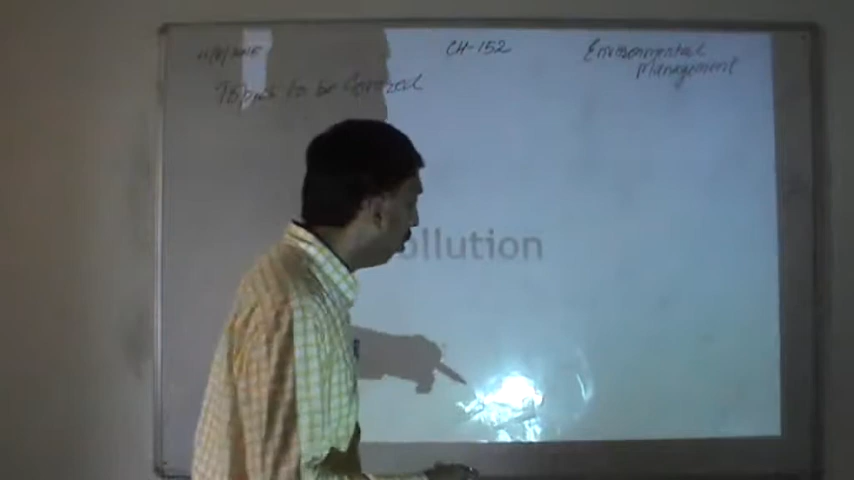 CH-152
Environmental
Management
Topics to be Covered
ollution